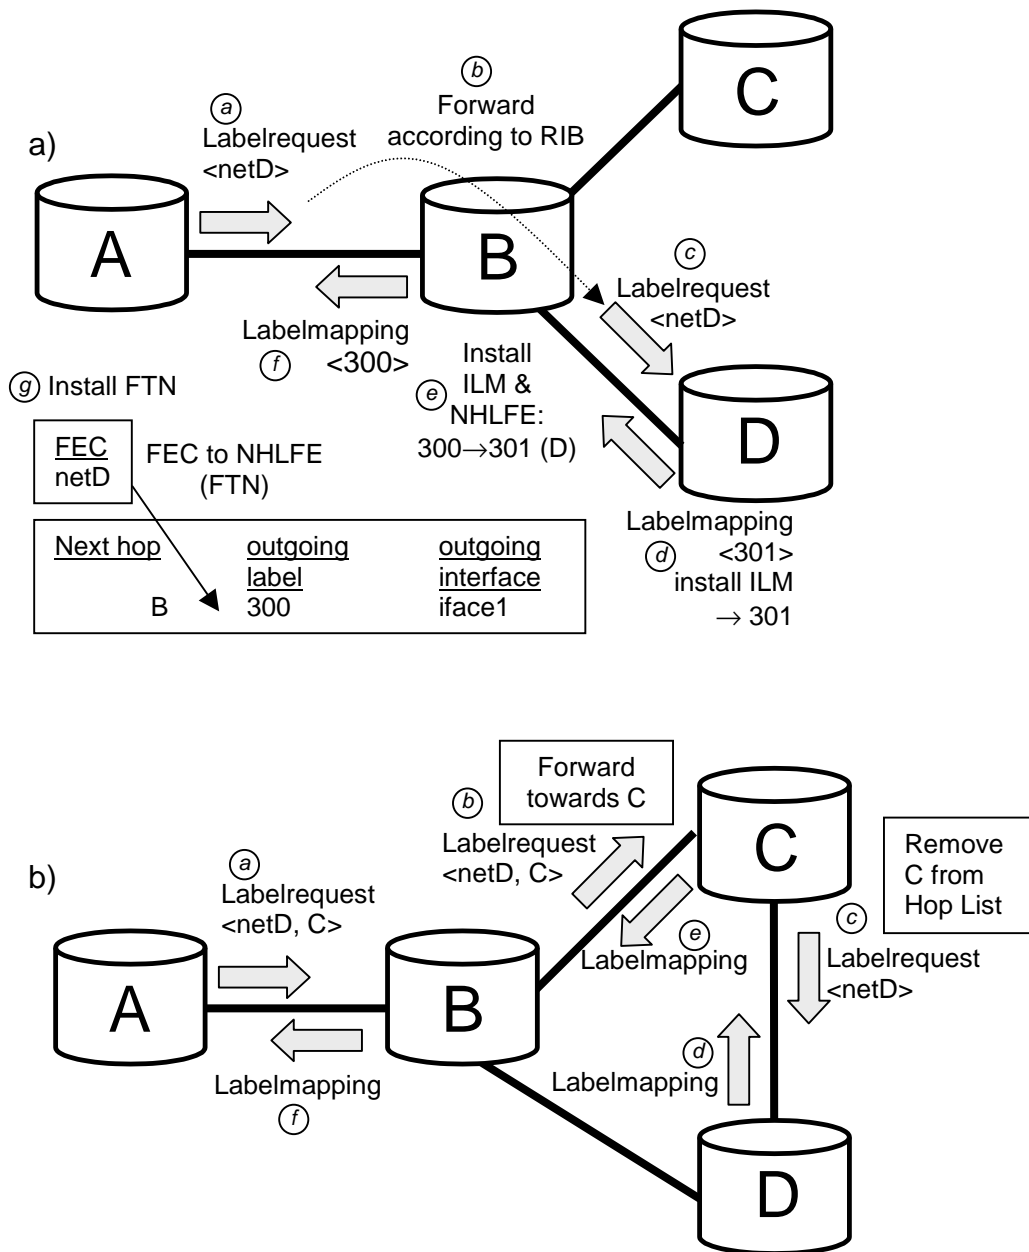 a)
a
Labelrequest
<netD>
b
Forward
according to RIB
C
A
B
c
Labelrequest
<netD>
Labelmapping
f <300>
Install
ILM &
e NHLFE:
300→301 (D)
D
g Install FTN
FEC
netD
FEC to NHLFE
(FTN)
Labelmapping
<301>
d install ILM
→ 301
Next hop outgoing outgoing
label interface
B 300 iface1
b)
Forward
towards C
b
Labelrequest
<netD, C>
C
Remove
C from
Hop List
a
Labelrequest
<netD, C>
c
Labelrequest
<netD>
e
Labelmapping
A
B
d
Labelmapping
Labelmapping
f
D